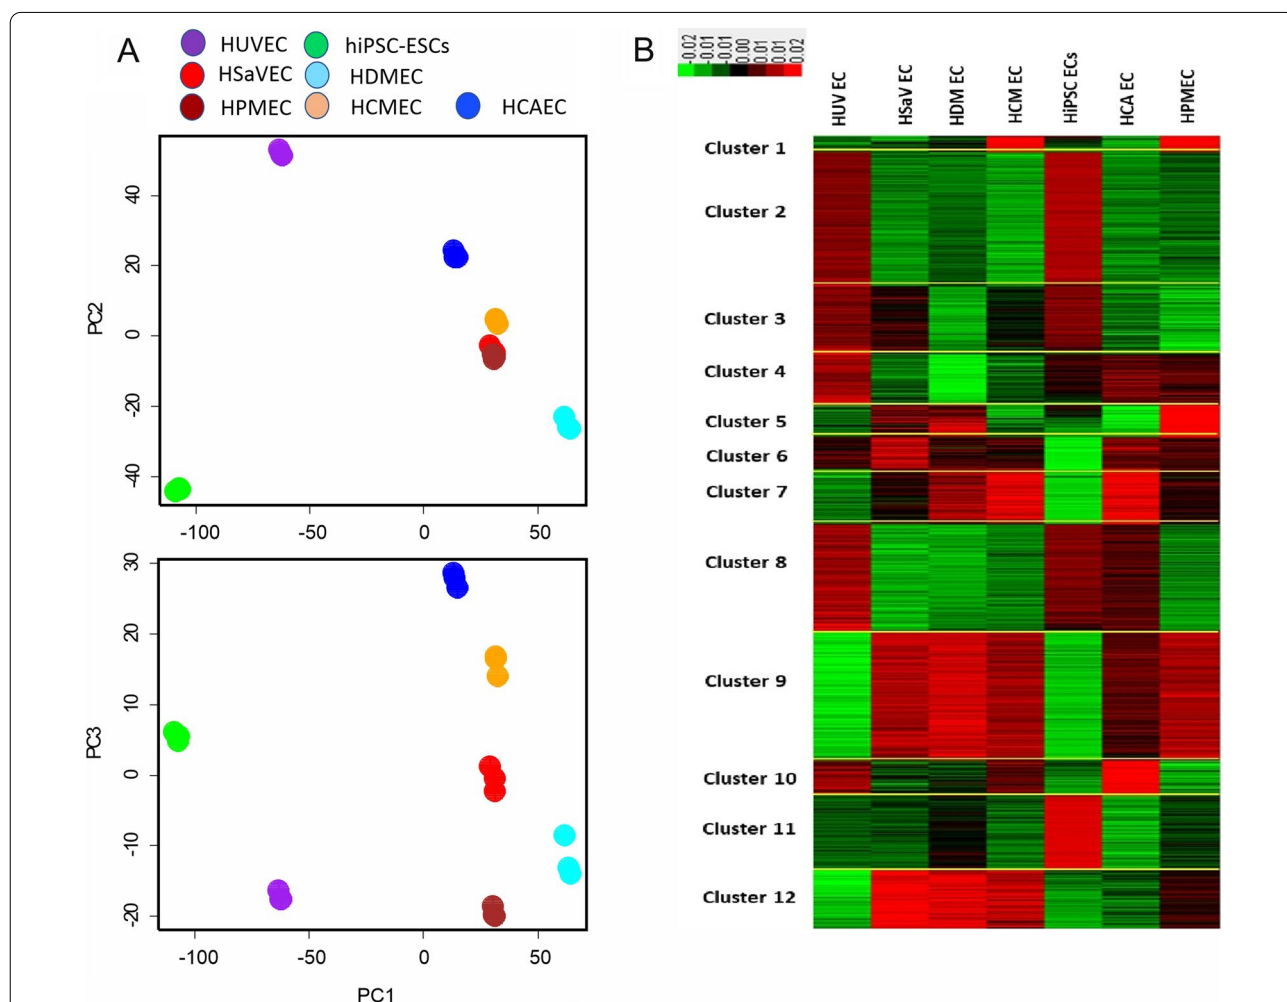 A
HUVEC hiPSC-ESCs
HSaVEC HDMEC
HPMEC HCMEC HCAEC
PC2
40
20
0
20
40
-100 -50 0 50
PC3
30
20
10
0
-10
-20
-100 -50 0 50
PC1
B
-0.02 -0.01 -0.01 0.00 0.01 0.01 0.02
HUV EC HSaV EC HDM EC HCM EC HiPSC ECs HCA EC HPMEC
Cluster 1
Cluster 2
Cluster 3
Cluster 4
Cluster 5
Cluster 6
Cluster 7
Cluster 8
Cluster 9
Cluster 10
Cluster 11
Cluster 12